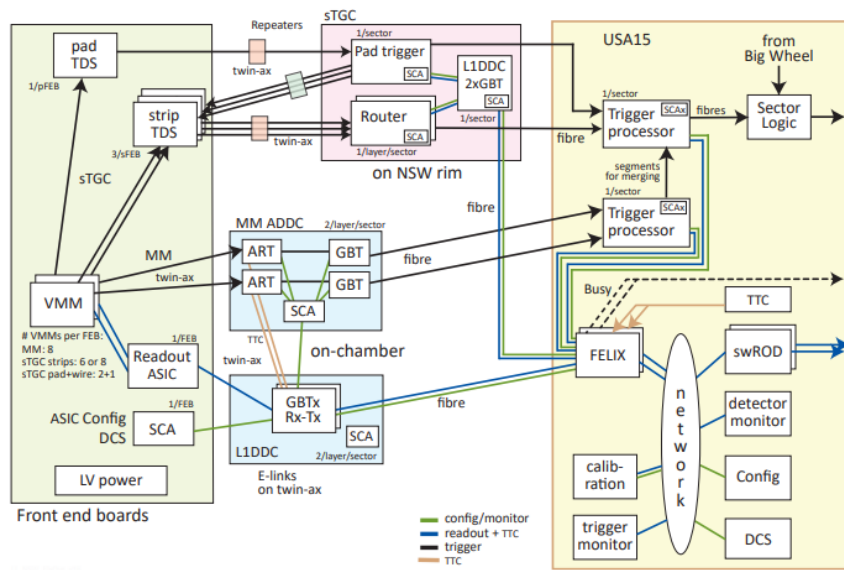 sTGC
Repeaters
USA15
pad
TDS
1/pFEB
twin-ax
1/sector
Pad trigger
SCA
L1DDC
2xGBT
SCA
1/sector
from
Big Wheel
strip
TDS
3/sFEB
twin-ax
Router
SCA
1/layer/sector
on NSW rim
fibre
1/sector
Trigger
processor
SCAx
fibres
Sector
Logic
sTGC
segments
for merging
1/sector
Trigger
processor
SCAx
fibre
MM ADDC
2/layer/sector
MM
twin-ax
ART
GBT
ART
GBT
SCA
fibre
TTC
on-chamber
VMM
# VMMs per FEB:
MM: 8
sTGC strips: 6 or 8
sTGC pad+wire: 2+1
1/FEB
Readout
ASIC
twin-ax
Busy
TTC
FELIX
swROD
network
detector
monitor
ASIC Config
DCS
1/FEB
SCA
GBTx
Rx-Tx
SCA
fibre
L1DDC
2/layer/sector
E-links
on twin-ax
calib-
ration
Config
trigger
monitor
DCS
LV power
Front end boards
config/monitor
readout + TTC
trigger
TTC